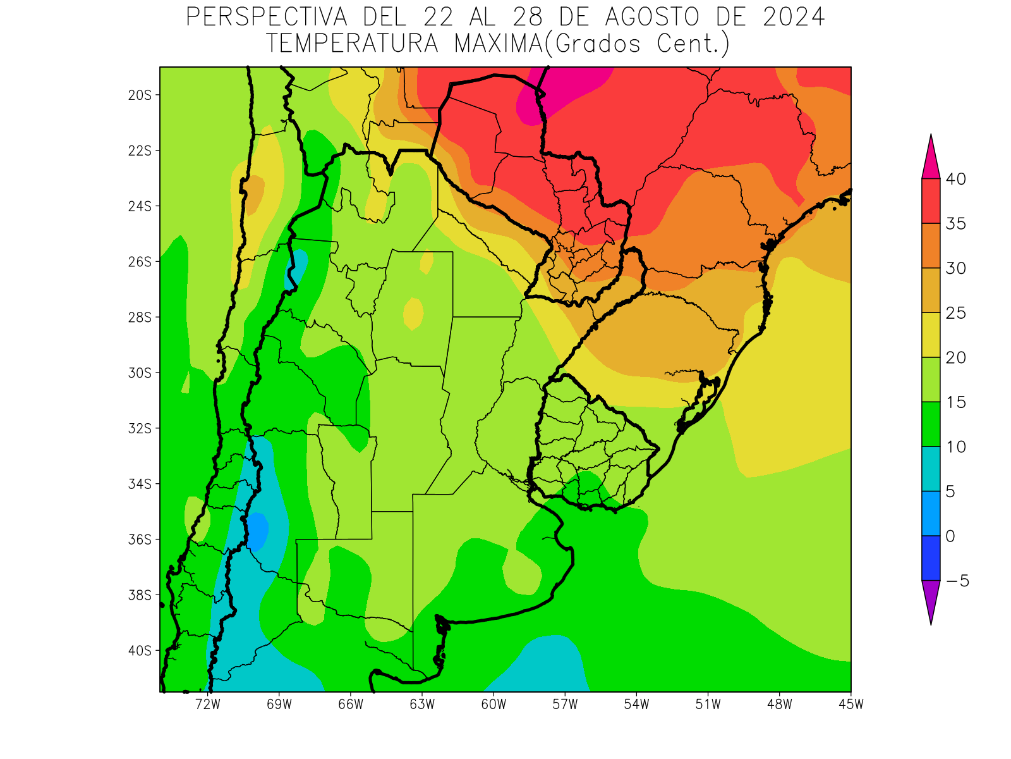 PERSPECTIVA DEL 22 AL 28 DE AGOSTO DE 2024
TEMPERATURA MAXIMA(Grados Cent.)
20S
22S
24S
26S
28S
30S
32S
34S
36S
38S
40S
72W 69W 66W 63W 60W 57W 54W 51W 48W 45W
40
35
30
25
20
15
10
5
0
−5